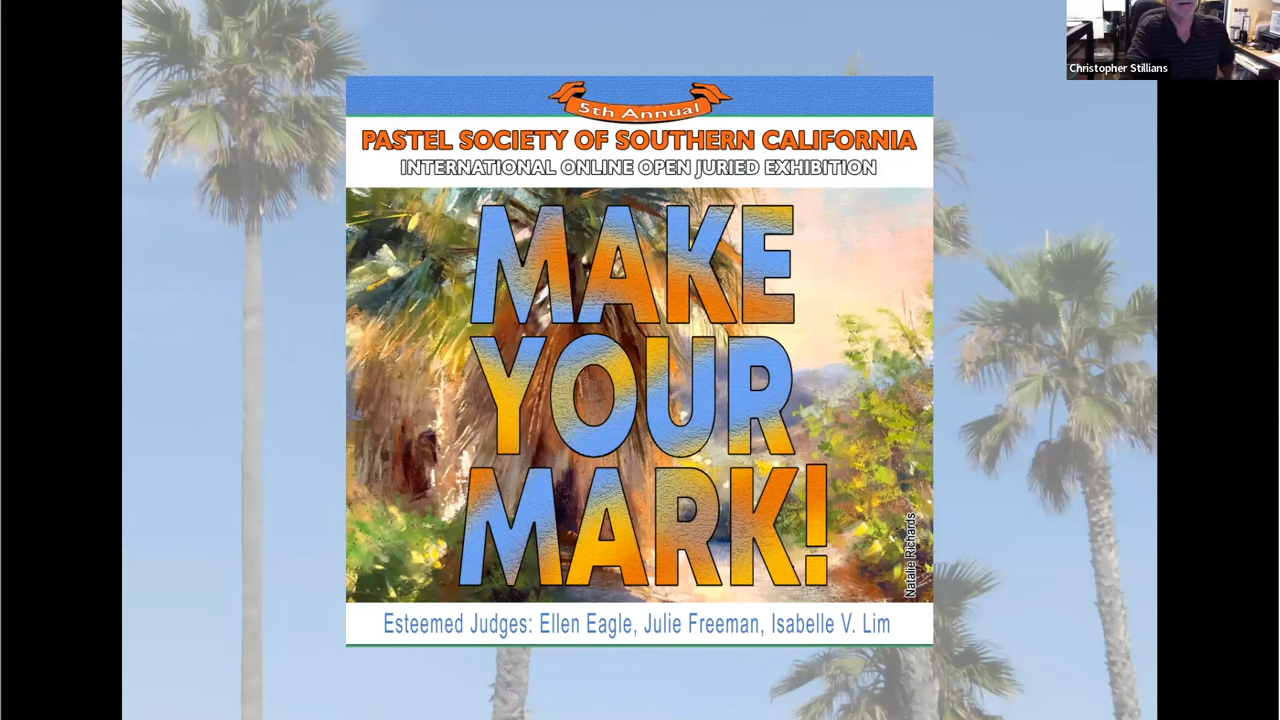 Christopher Stillians
5th Annual
PASTEL SOCIETY OF SOUTHERN CALIFORNIA
INTERNATIONAL ONLINE OPEN JURIED EXHIBITION
MAKE
YOUR
MARK!
Natalie Richards
Esteemed Judges: Ellen Eagle, Julie Freeman, Isabelle V. Lim